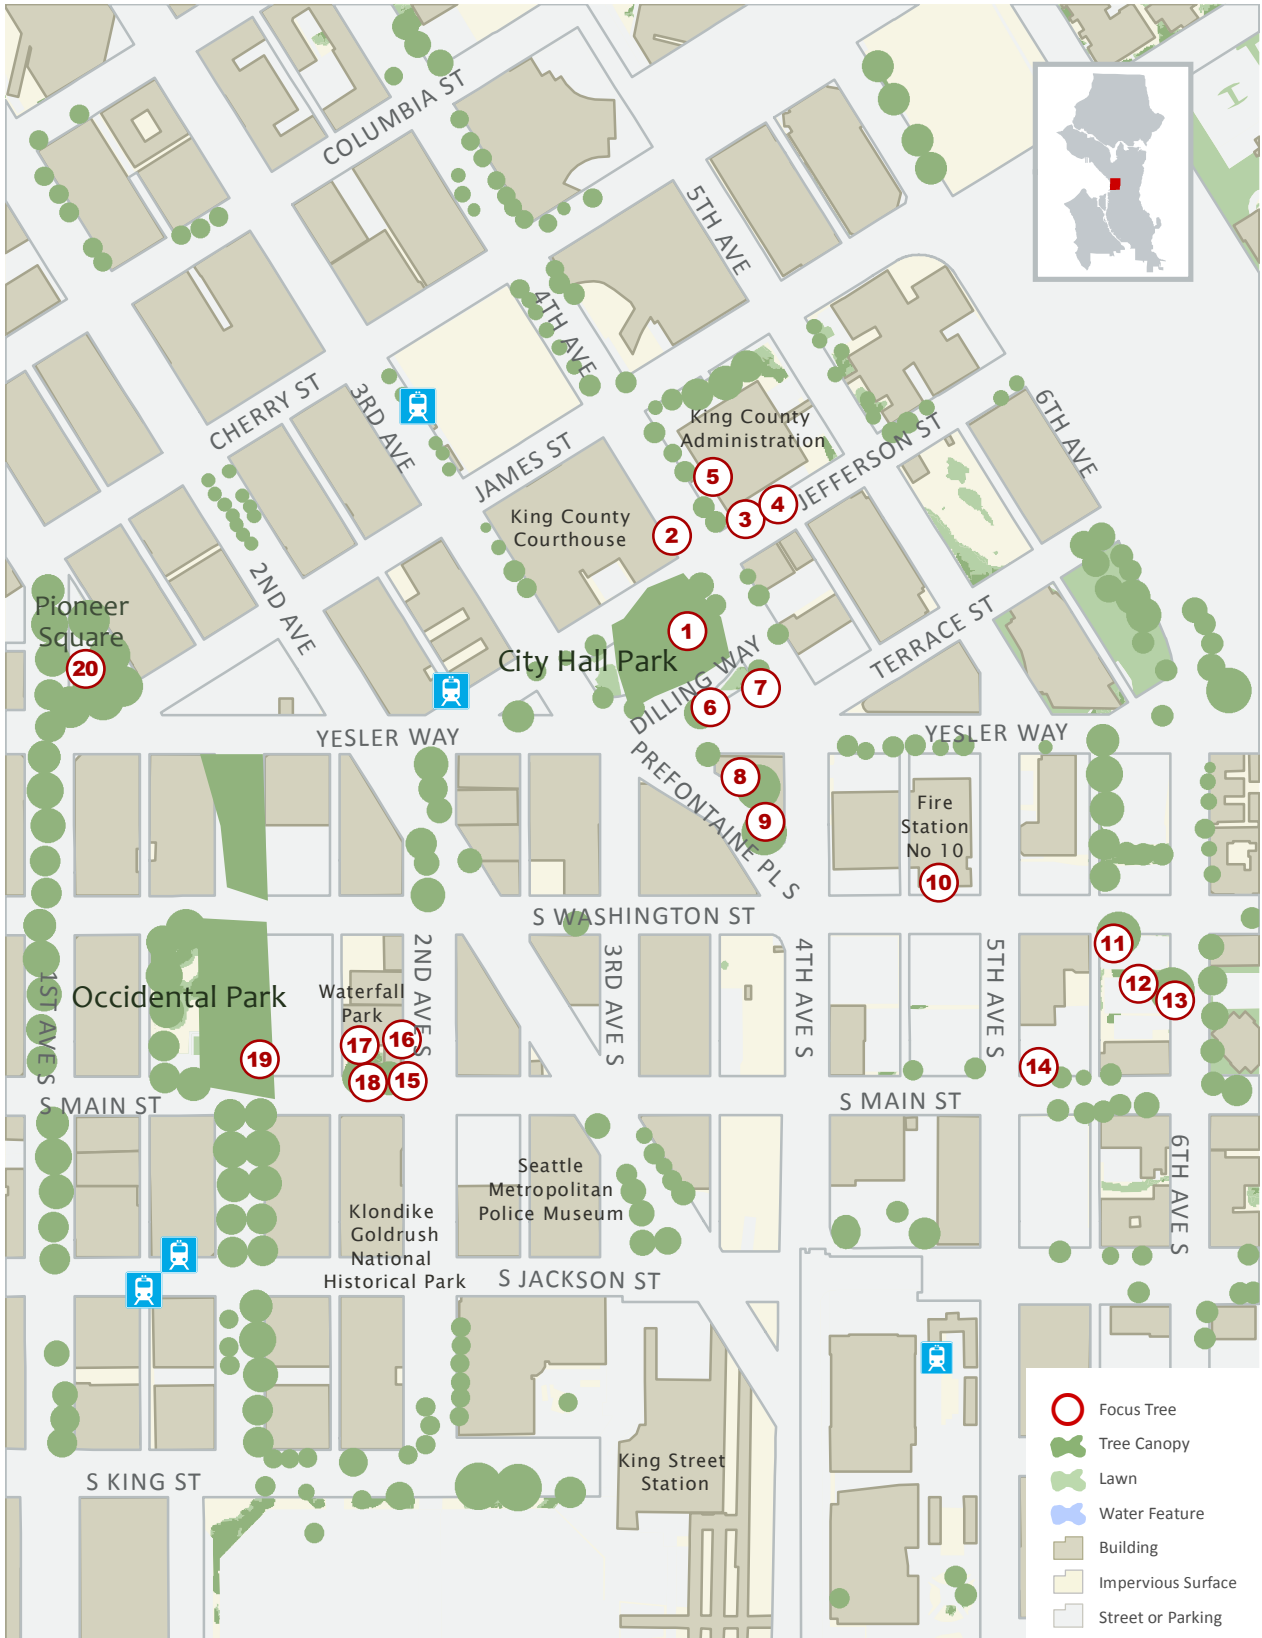 COLUMBIA ST
5TH AVE
4TH AVE
CHERRY ST
3RD AVE
JAMES ST
King County
Administration
6TH AVE
JEFFERSON ST
5
4
3
King County
Courthouse
2
2ND AVE
Pioneer
Square
20
1
City Hall Park
TERRACE ST
DILLING WAY
7
6
YESLER WAY
YESLER WAY
PREFONTAINE PL S
8
9
Fire
Station
No 10
10
S WASHINGTON ST
11
12
13
1ST AVE S
Occidental Park
Waterfall
Park
2ND AVE S
3RD AVE S
4TH AVE S
5TH AVE S
17
16
19
18
15
14
S MAIN ST
S MAIN ST
Seattle
Metropolitan
Police Museum
6TH AVE S
Klondike
Goldrush
National
Historical Park
S JACKSON ST
King Street
Station
S KING ST
Focus Tree
Tree Canopy
Lawn
Water Feature
Building
Impervious Surface
Street or Parking